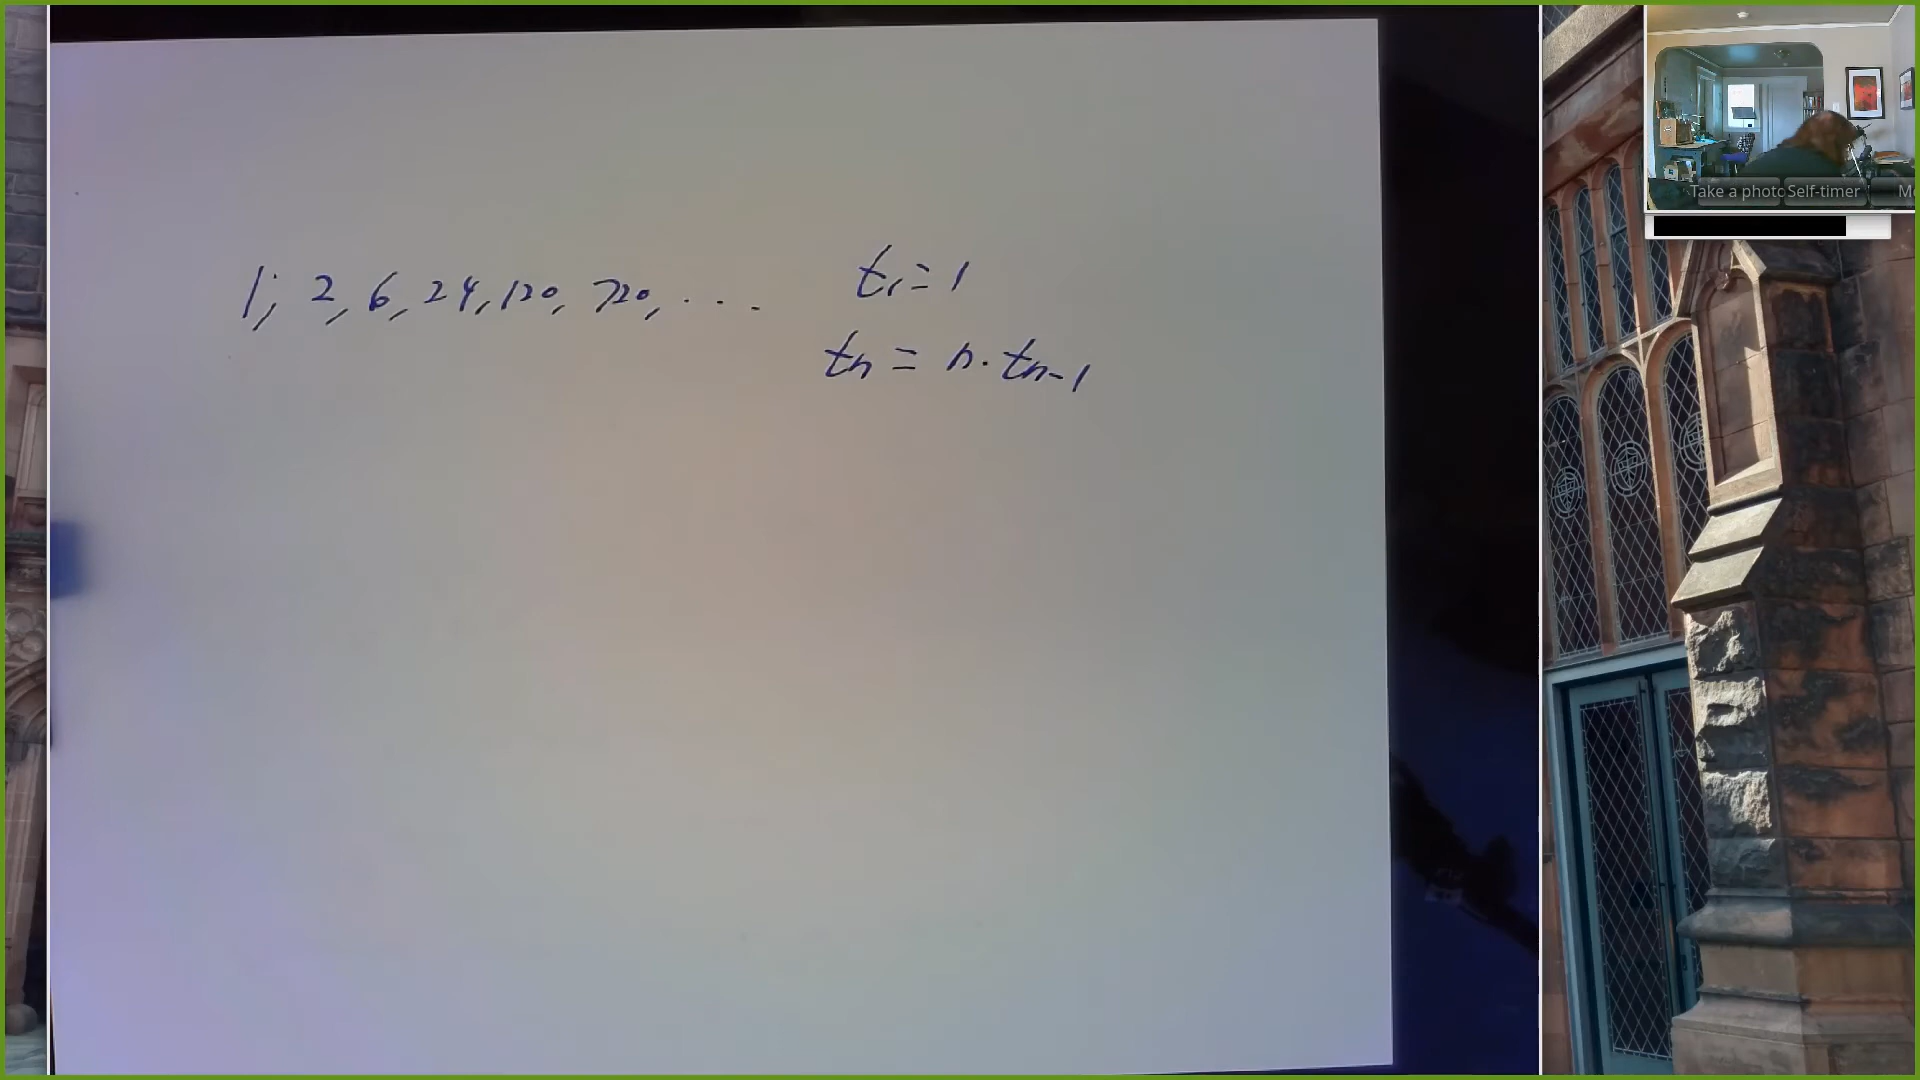 1, 2, 6, 24, 120, 720, . . .
t₁ = 1
tₙ = n · tₙ₋₁
Take a photo Self-timer